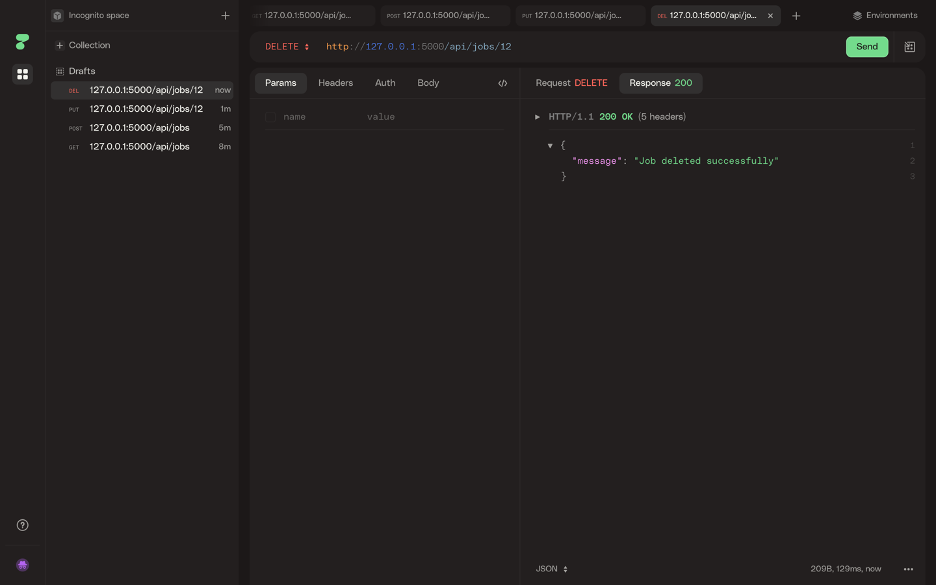 Incognito space
Collection
Drafts
DEL 127.0.0.1:5000/api/jobs/12 now
PUT 127.0.0.1:5000/api/jobs/12 1m
POST 127.0.0.1:5000/api/jobs 5m
GET 127.0.0.1:5000/api/jobs 8m
GET 127.0.0.1:5000/api/jo...
POST 127.0.0.1:5000/api/jo...
PUT 127.0.0.1:5000/api/jo...
DEL 127.0.0.1:5000/api/jo...
Environments
DELETE http://127.0.0.1:5000/api/jobs/12
Send
Params Headers Auth Body </>
name value
Request DELETE Response 200
HTTP/1.1 200 OK (5 headers)
{ 1
"message": "Job deleted successfully" 2
} 3
JSON 209B, 129ms, now